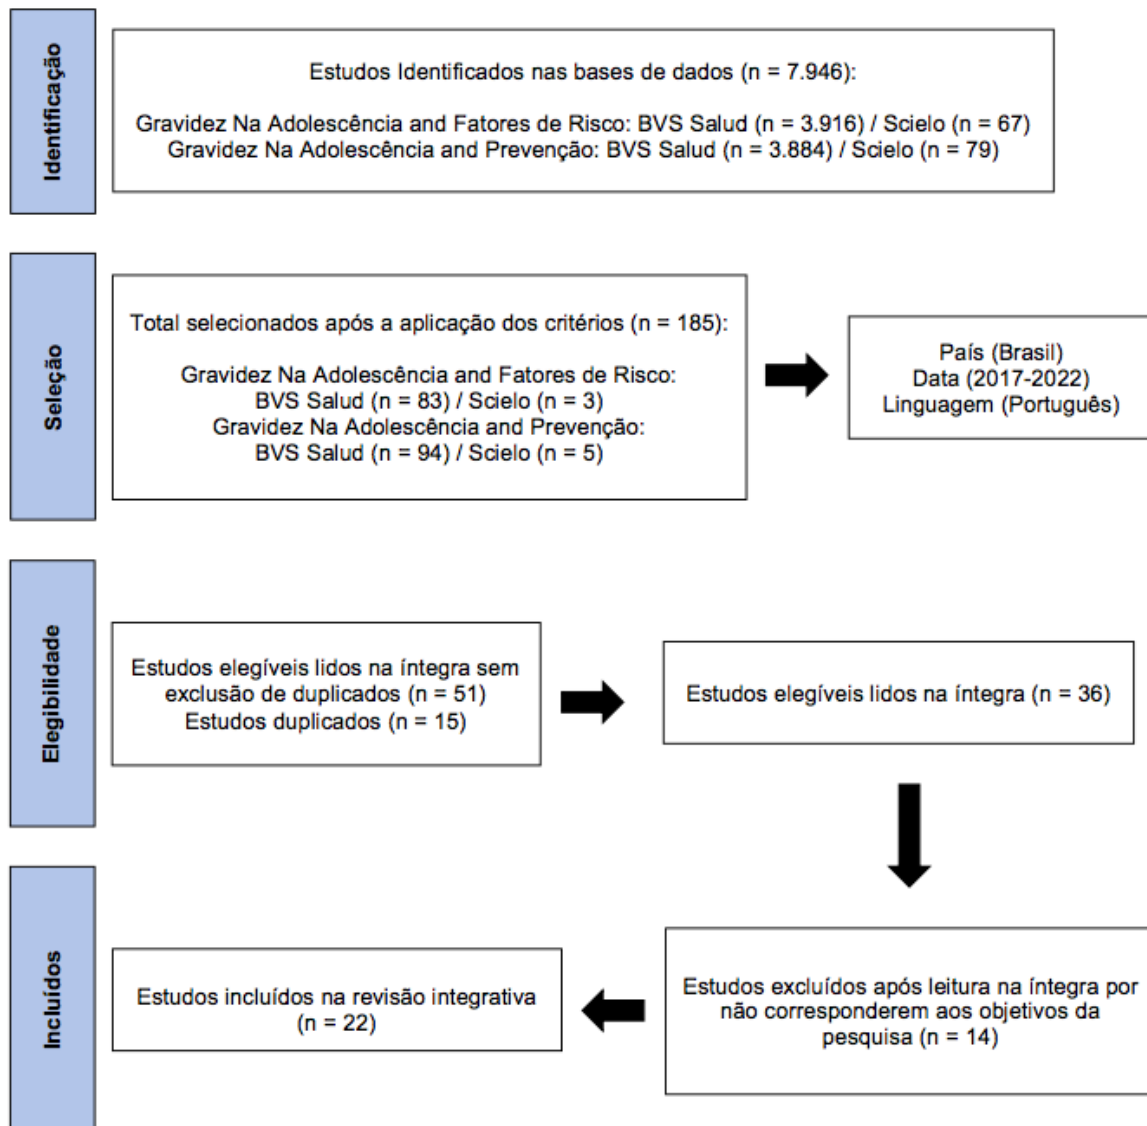 Identificação
Estudos Identificados nas bases de dados (n = 7.946):
Gravidez Na Adolescência and Fatores de Risco: BVS Salud (n = 3.916) / Scielo (n = 67)
Gravidez Na Adolescência and Prevenção: BVS Salud (n = 3.884) / Scielo (n = 79)
Seleção
Total selecionados após a aplicação dos critérios (n = 185):
Gravidez Na Adolescência and Fatores de Risco:
BVS Salud (n = 83) / Scielo (n = 3)
Gravidez Na Adolescência and Prevenção:
BVS Salud (n = 94) / Scielo (n = 5)
País (Brasil)
Data (2017-2022)
Linguagem (Português)
Elegibilidade
Estudos elegíveis lidos na íntegra sem
exclusão de duplicados (n = 51)
Estudos duplicados (n = 15)
Estudos elegíveis lidos na íntegra (n = 36)
Incluídos
Estudos incluídos na revisão integrativa
(n = 22)
Estudos excluídos após leitura na íntegra por
não corresponderem aos objetivos da
pesquisa (n = 14)